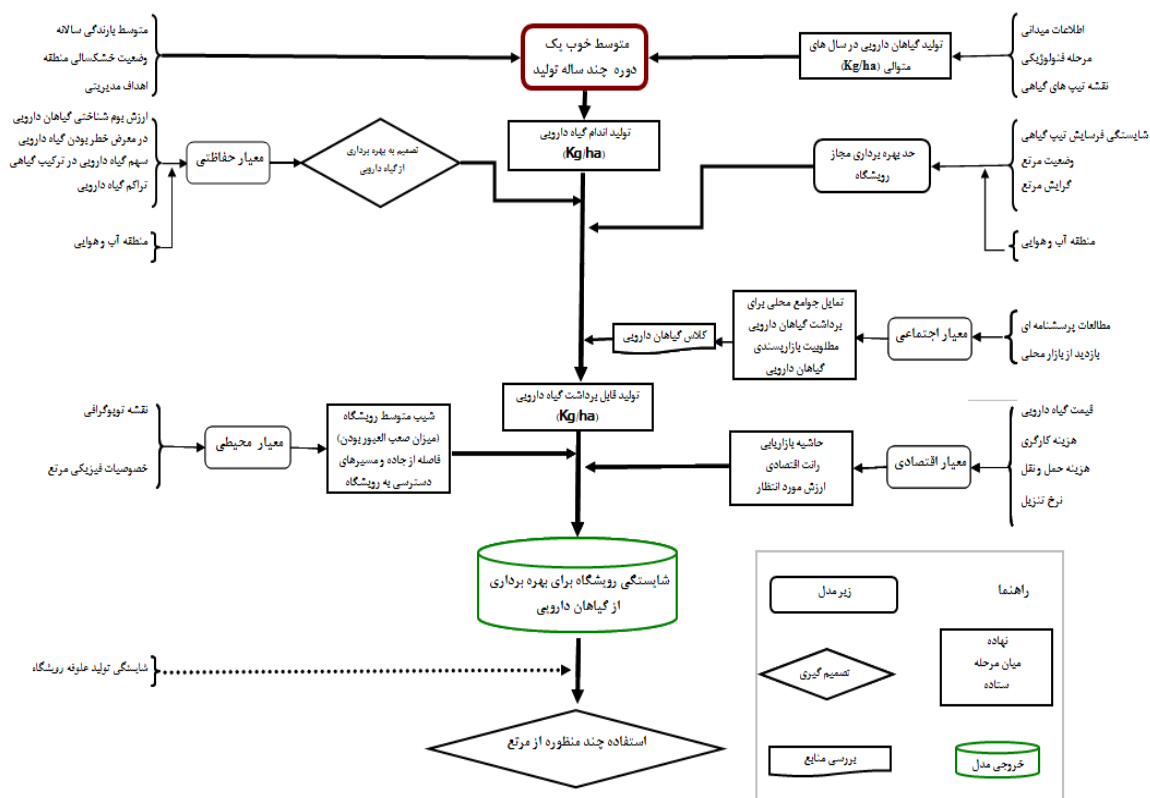 متوسط بارندگی سالانه
وضعیت خشکسالی منطقه
اهداف مدیریتی
متوسط خوب یک
دوره چند ساله تولید
تولید گیاهان دارویی در سال های
متوالی (Kg/ha)
اطلاعات میدانی
مرحله فنولوژیکی
نقشه تیپ های گیاهی
تولید اندام گیاه دارویی
(Kg/ha)
ارزش بوم شناختی گیاهان دارویی
در معرض خطر بودن گیاه دارویی
سهم گیاه دارویی در ترکیب گیاهی
تراکم گیاه دارویی
معیار حفاظتی
تصمیم به بهره برداری
از گیاه دارویی
منطقه آب و هوایی
حد بهره برداری مجاز
رویشگاه
شایستگی فرسایش تیپ گیاهی
وضعیت مرتع
گرایش مرتع
منطقه آب و هوایی
کلاس گیاهان دارویی
تمایل جوامع محلی برای
برداشت گیاهان دارویی
مطلوبیت بازارپسندی
گیاهان دارویی
معیار اجتماعی
مطالعات پرسشنامه ای
بازدید از بازار محلی
تولید قابل برداشت گیاه دارویی
(Kg/ha)
نقشه توپوگرافی
خصوصیات فیزیکی مرتع
معیار محیطی
شیب متوسط رویشگاه
(میزان صعب العبور بودن)
فاصله از جاده و مسیرهای
دسترسی به رویشگاه
حاشیه بازاریابی
رانت اقتصادی
ارزش مورد انتظار
معیار اقتصادی
قیمت گیاه دارویی
هزینه کارگری
هزینه حمل و نقل
نرخ تنزیل
شایستگی رویشگاه برای بهره برداری
از گیاهان دارویی
شایستگی تولید علوفه رویشگاه
استفاده چند منظوره از مرتع
راهنما
زیر مدل
نهاده
میان مرحله
ستاده
تصمیم گیری
بررسی منابع
خروجی مدل